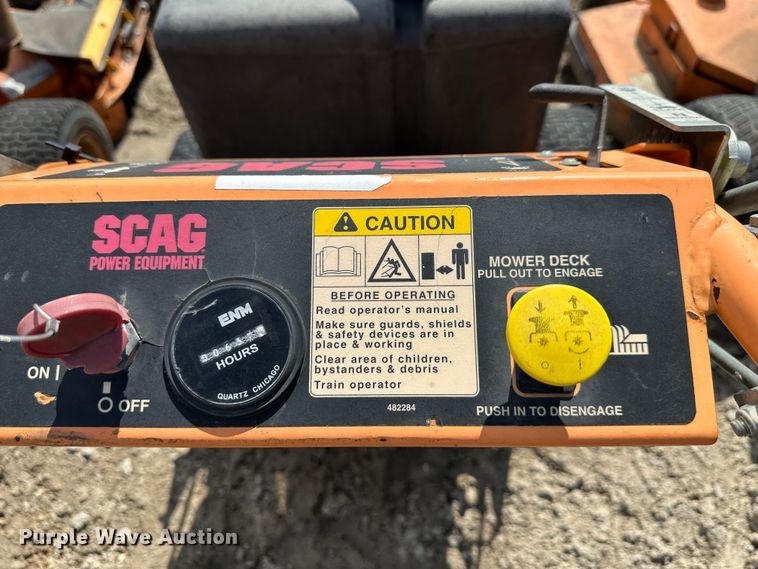 SCAG
SCAG
POWER EQUIPMENT
ENM
HOURS
QUARTZ CHICAGO
ON |
OFF
CAUTION
BEFORE OPERATING
Read operator's manual
Make sure guards, shields
& safety devices are in
place & working
Clear area of children,
bystanders & debris
Train operator
482284
MOWER DECK
PULL OUT TO ENGAGE
PUSH IN TO DISENGAGE
Purple Wave Auction